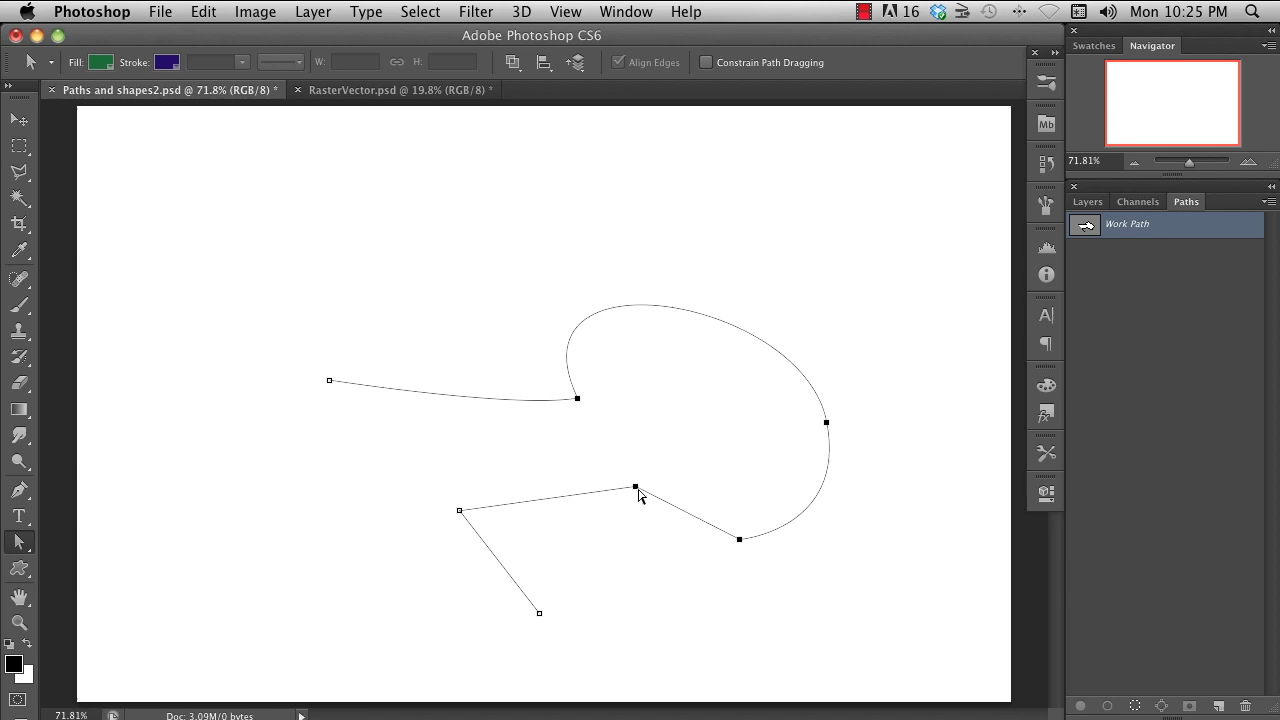 Photoshop File Edit Image Layer Type Select Filter 3D View Window Help 16 Mon 10:25 PM
Adobe Photoshop CS6
Fill: Stroke: W: H: Align Edges Constrain Path Dragging
Swatches Navigator
Paths and shapes2.psd @ 71.8% (RGB/8) * RasterVector.psd @ 19.8% (RGB/8) *
Mb
71.81%
Layers Channels Paths
Work Path
71.81% Doc: 3.09M/0 bytes